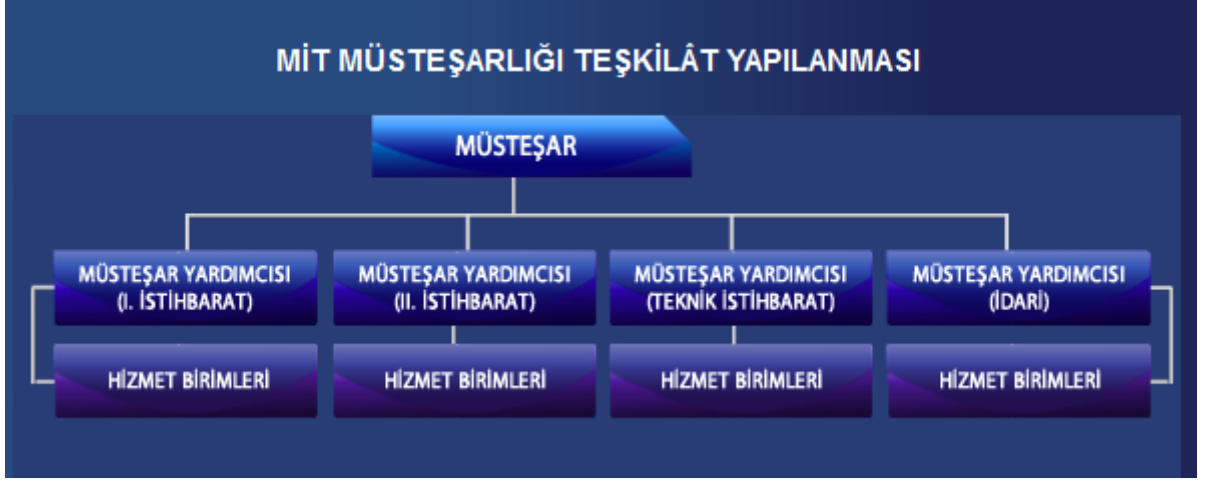 MİT MÜSTEŞARLIĞI TEŞKİLÂT YAPILANMASI
MÜSTEŞAR
MÜSTEŞAR YARDIMCISI
(I. İSTİHBARAT)
MÜSTEŞAR YARDIMCISI
(II. İSTİHBARAT)
MÜSTEŞAR YARDIMCISI
(TEKNİK İSTİHBARAT)
MÜSTEŞAR YARDIMCISI
(İDARİ)
HİZMET BİRİMLERİ
HİZMET BİRİMLERİ
HİZMET BİRİMLERİ
HİZMET BİRİMLERİ